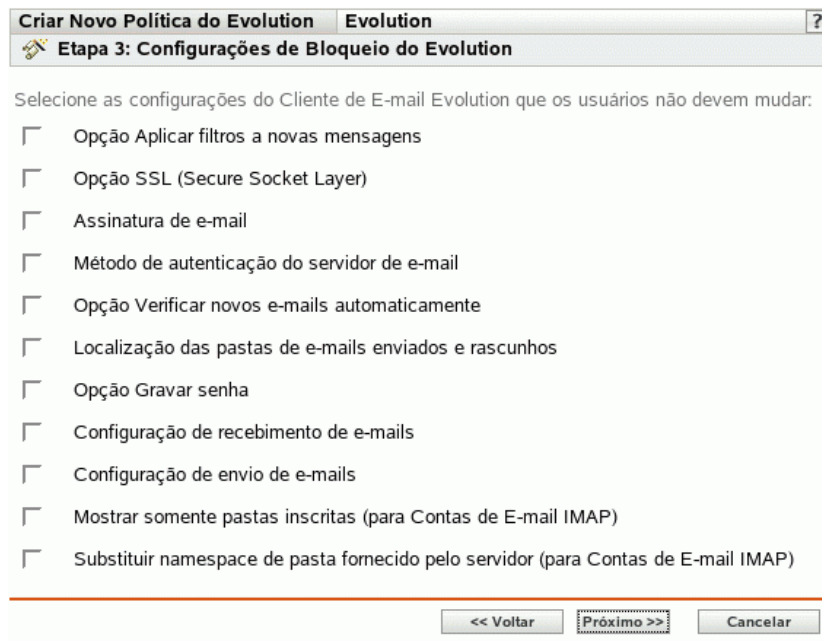 Criar Novo Política do Evolution Evolution ?
Etapa 3: Configurações de Bloqueio do Evolution
Selecione as configurações do Cliente de E-mail Evolution que os usuários não devem mudar:
Opção Aplicar filtros a novas mensagens
Opção SSL (Secure Socket Layer)
Assinatura de e-mail
Método de autenticação do servidor de e-mail
Opção Verificar novos e-mails automaticamente
Localização das pastas de e-mails enviados e rascunhos
Opção Gravar senha
Configuração de recebimento de e-mails
Configuração de envio de e-mails
Mostrar somente pastas inscritas (para Contas de E-mail IMAP)
Substituir namespace de pasta fornecido pelo servidor (para Contas de E-mail IMAP)
<< Voltar Próximo >> Cancelar